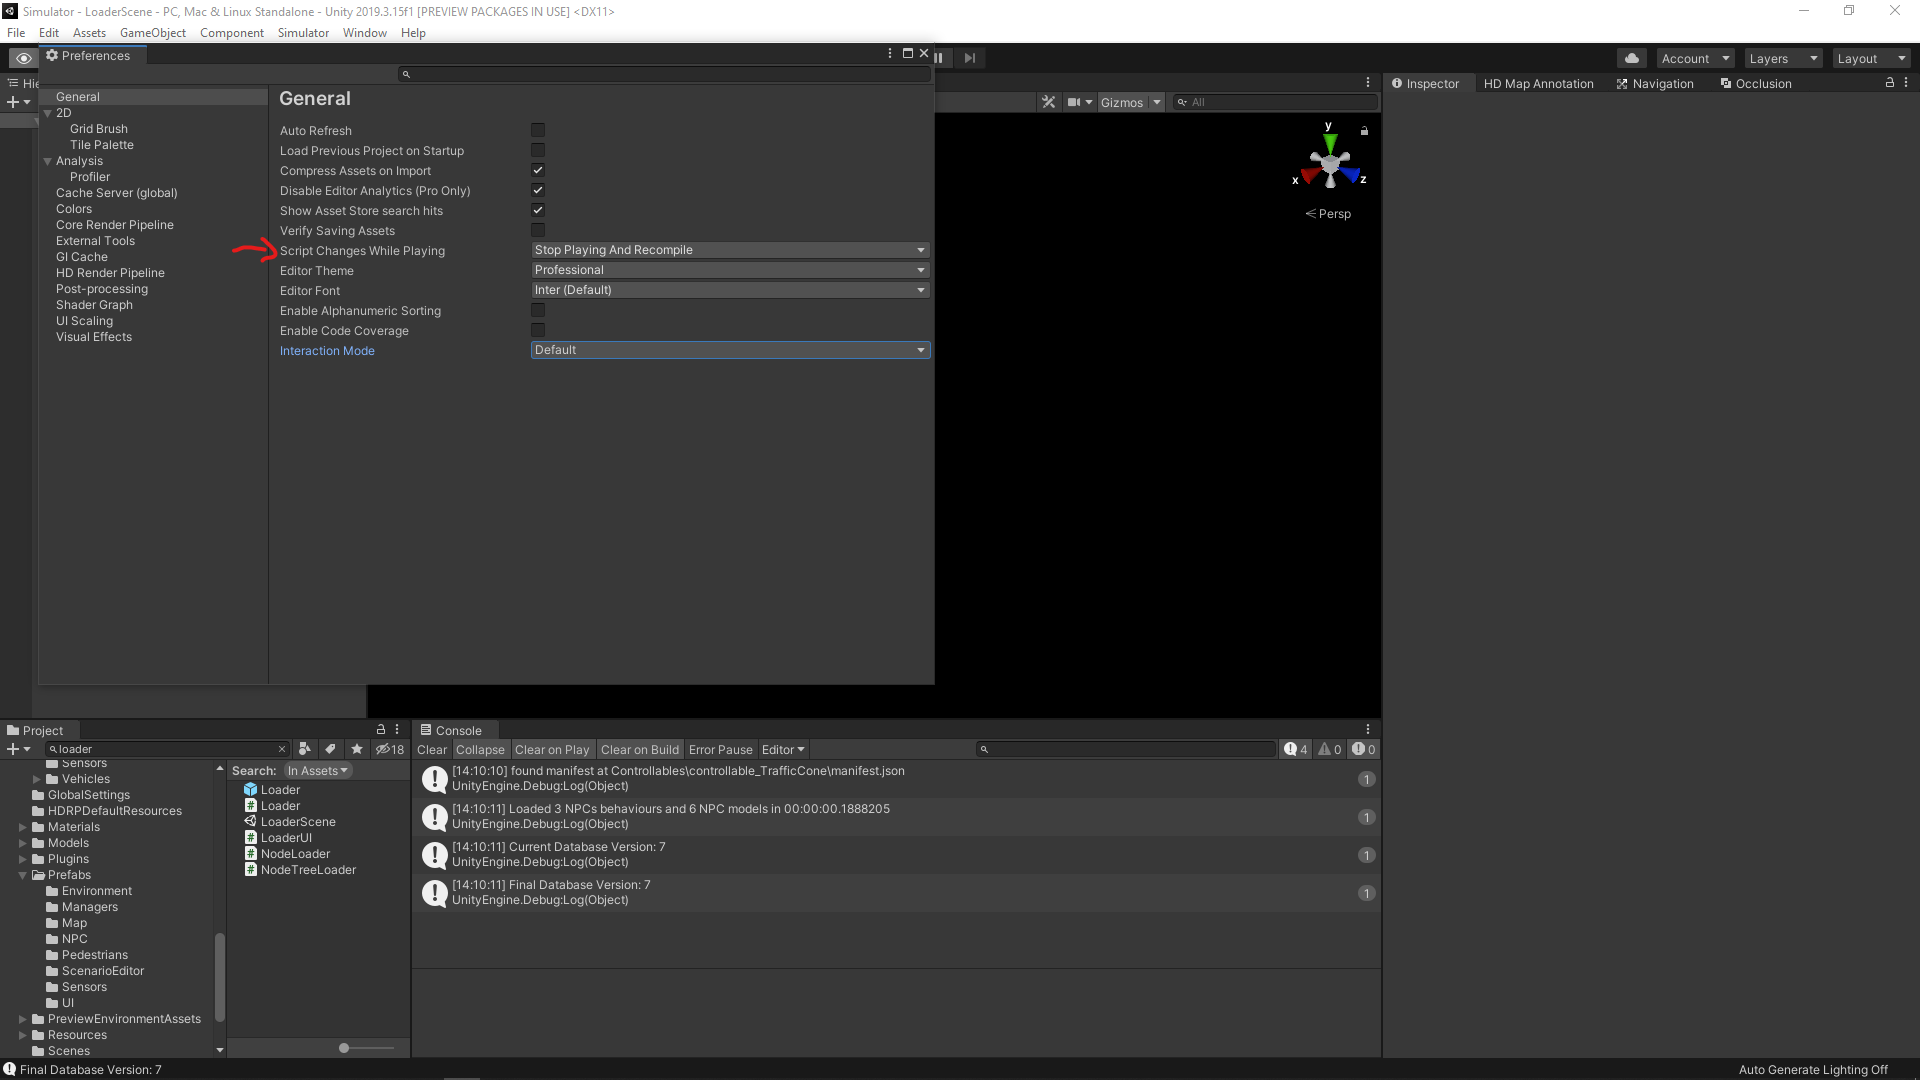 Simulator - LoaderScene - PC, Mac & Linux Standalone - Unity 2019.3.15f1 [PREVIEW PACKAGES IN USE] <DX11>
File Edit Assets GameObject Component Simulator Window Help
Preferences
Account Layers Layout
Hie
Inspector HD Map Annotation Navigation Occlusion
Gizmos All
General
2D
Grid Brush
Tile Palette
Analysis
Profiler
Cache Server (global)
Colors
Core Render Pipeline
External Tools
GI Cache
HD Render Pipeline
Post-processing
Shader Graph
UI Scaling
Visual Effects
General
Auto Refresh
Load Previous Project on Startup
Compress Assets on Import
Disable Editor Analytics (Pro Only)
Show Asset Store search hits
Verify Saving Assets
Script Changes While Playing Stop Playing And Recompile
Editor Theme Professional
Editor Font Inter (Default)
Enable Alphanumeric Sorting
Enable Code Coverage
Interaction Mode Default
y
x z
Persp
Project
loader 18
Sensors
Vehicles
GlobalSettings
HDRPDefaultResources
Materials
Models
Plugins
Prefabs
Environment
Managers
Map
NPC
Pedestrians
ScenarioEditor
Sensors
UI
PreviewEnvironmentAssets
Resources
Scenes
Search: In Assets
Loader
Loader
LoaderScene
LoaderUI
NodeLoader
NodeTreeLoader
Console
Clear Collapse Clear on Play Clear on Build Error Pause Editor 4 0 0
[14:10:10] found manifest at Controllables\controllable_TrafficCone\manifest.json
UnityEngine.Debug:Log(Object)
1
[14:10:11] Loaded 3 NPCs behaviours and 6 NPC models in 00:00:00.1888205
UnityEngine.Debug:Log(Object)
1
[14:10:11] Current Database Version: 7
UnityEngine.Debug:Log(Object)
1
[14:10:11] Final Database Version: 7
UnityEngine.Debug:Log(Object)
1
Final Database Version: 7
Auto Generate Lighting Off